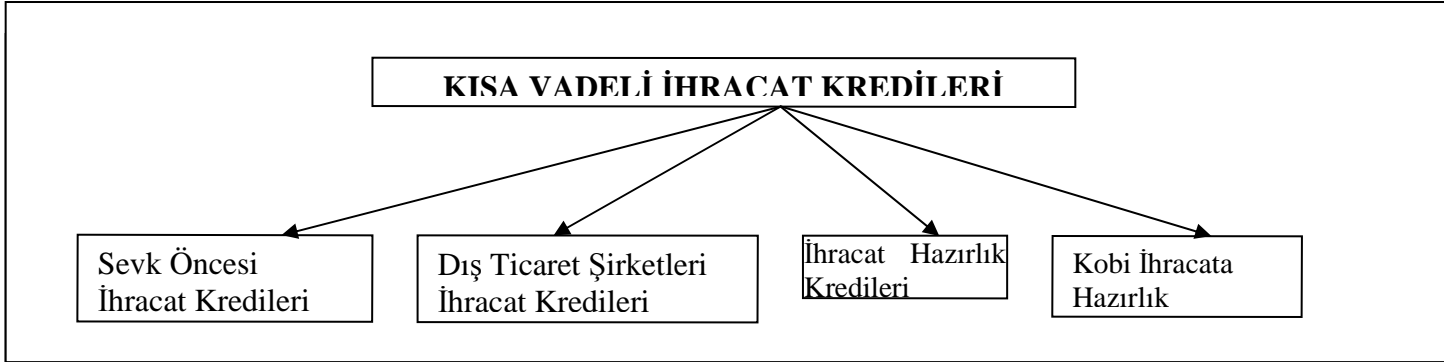 KISA VADELİ İHRACAT KREDİLERİ
Sevk Öncesi
İhracat Kredileri
Dış Ticaret Şirketleri
İhracat Kredileri
İhracat Hazırlık
Kredileri
Kobi İhracata
Hazırlık